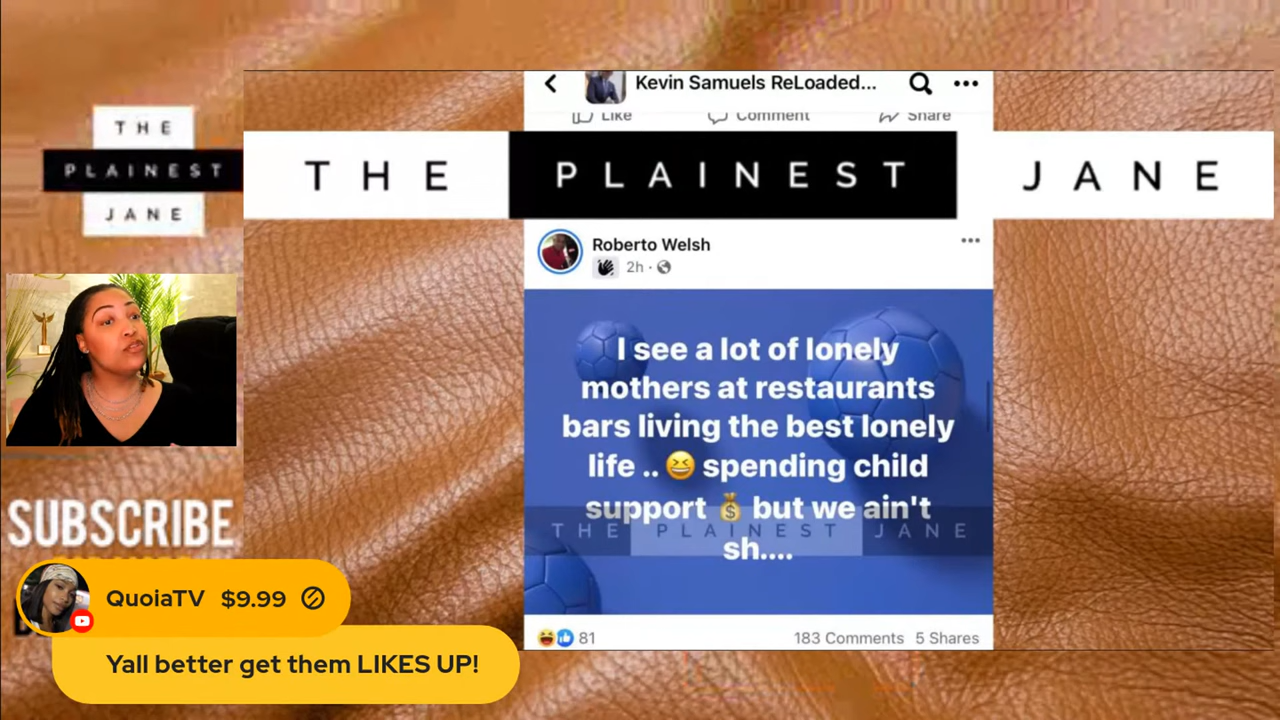 THE
PLAINEST
JANE
Kevin Samuels ReLoaded...
Like Comment Share
THE PLAINEST JANE
Roberto Welsh
2h ·
I see a lot of lonely
mothers at restaurants
bars living the best lonely
life .. 😆 spending child
support 💰 but we ain't
THE PLAINEST JANE
sh....
81 183 Comments 5 Shares
SUBSCRIBE
QuoiaTV $9.99
Yall better get them LIKES UP!